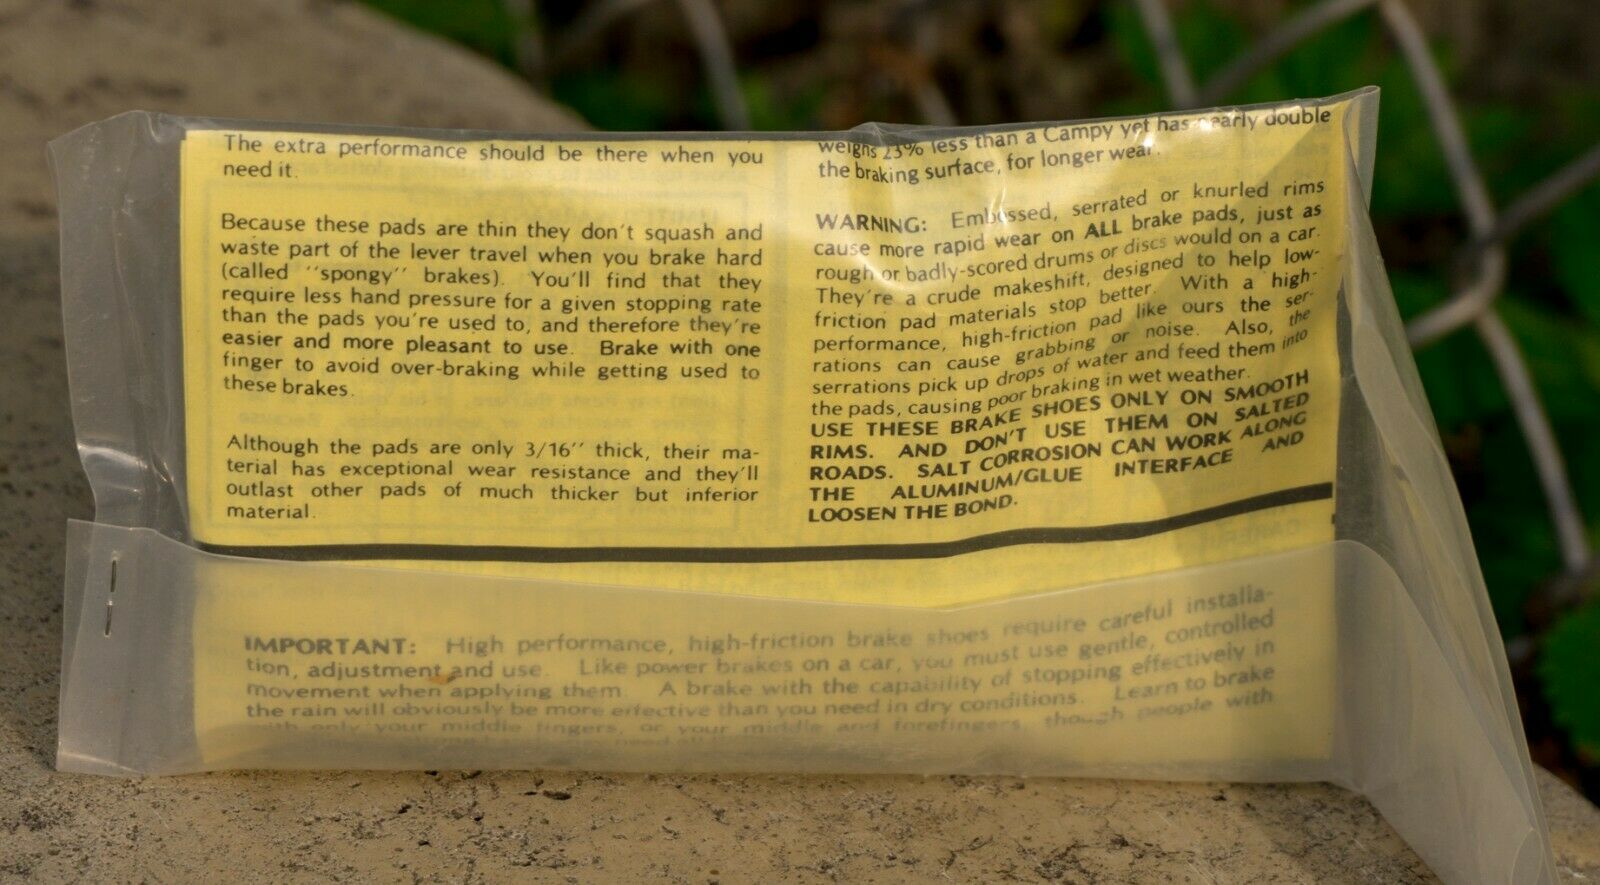 The extra performance should be there when you
need it.
Because these pads are thin they don't squash and
waste part of the lever travel when you brake hard
(called "spongy" brakes). You'll find that they
require less hand pressure for a given stopping rate
than the pads you're used to, and therefore they're
easier and more pleasant to use. Brake with one
finger to avoid over-braking while getting used to
these brakes.
Although the pads are only 3/16" thick, their ma-
terial has exceptional wear resistance and they'll
outlast other pads of much thicker but inferior
material.
weighs 23% less than a Campy yet has nearly double
the braking surface, for longer wear.
WARNING: Embossed, serrated or knurled rims
cause more rapid wear on ALL brake pads, just as
rough or badly-scored drums or discs would on a car.
They're a crude makeshift, designed to help low-
friction pad materials stop better. With a high-
performance, high-friction pad like ours the ser-
rations can cause grabbing or noise. Also, the
serrations pick up drops of water and feed them into
the pads, causing poor braking in wet weather.
USE THESE BRAKE SHOES ONLY ON SMOOTH
RIMS. AND DON'T USE THEM ON SALTED
ROADS. SALT CORROSION CAN WORK ALONG
THE ALUMINUM/GLUE INTERFACE AND
LOOSEN THE BOND.
IMPORTANT: High performance, high-friction brake shoes require careful installa-
tion, adjustment and use. Like power brakes on a car, you must use gentle, controlled
movement when applying them. A brake with the capability of stopping effectively in
the rain will obviously be more effective than you need in dry conditions. Learn to brake
with only your middle fingers, or your middle and forefingers, though people with